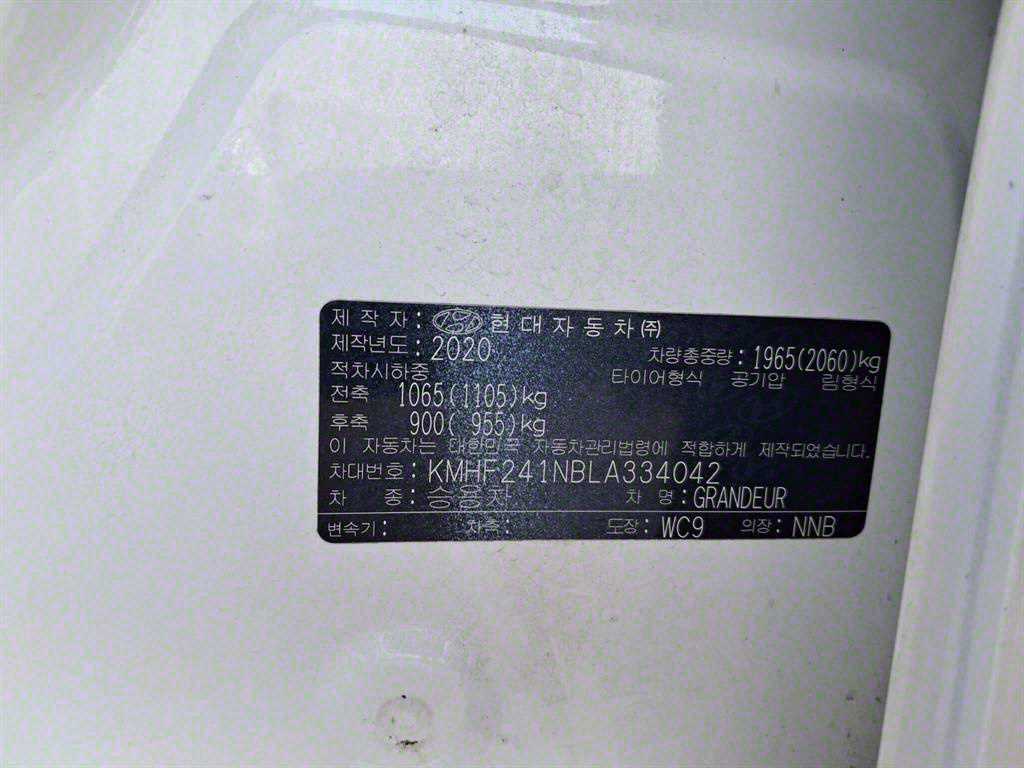 제 작 자 : 현대자동차㈜
제작년도 : 2020 차량총중량 : 1965(2060)kg
적차시하중 타이어형식 공기압 림형식
전축 1065(1105)kg
후축 900( 955)kg
이 자동차는 대한민국 자동차관리법령에 적합하게 제작되었습니다.
차대번호 : KMHF241NBLA334042
차 종 : 승용차 차 명 : GRANDEUR
변속기 : 차축 : 도장 : WC9 의장 : NNB